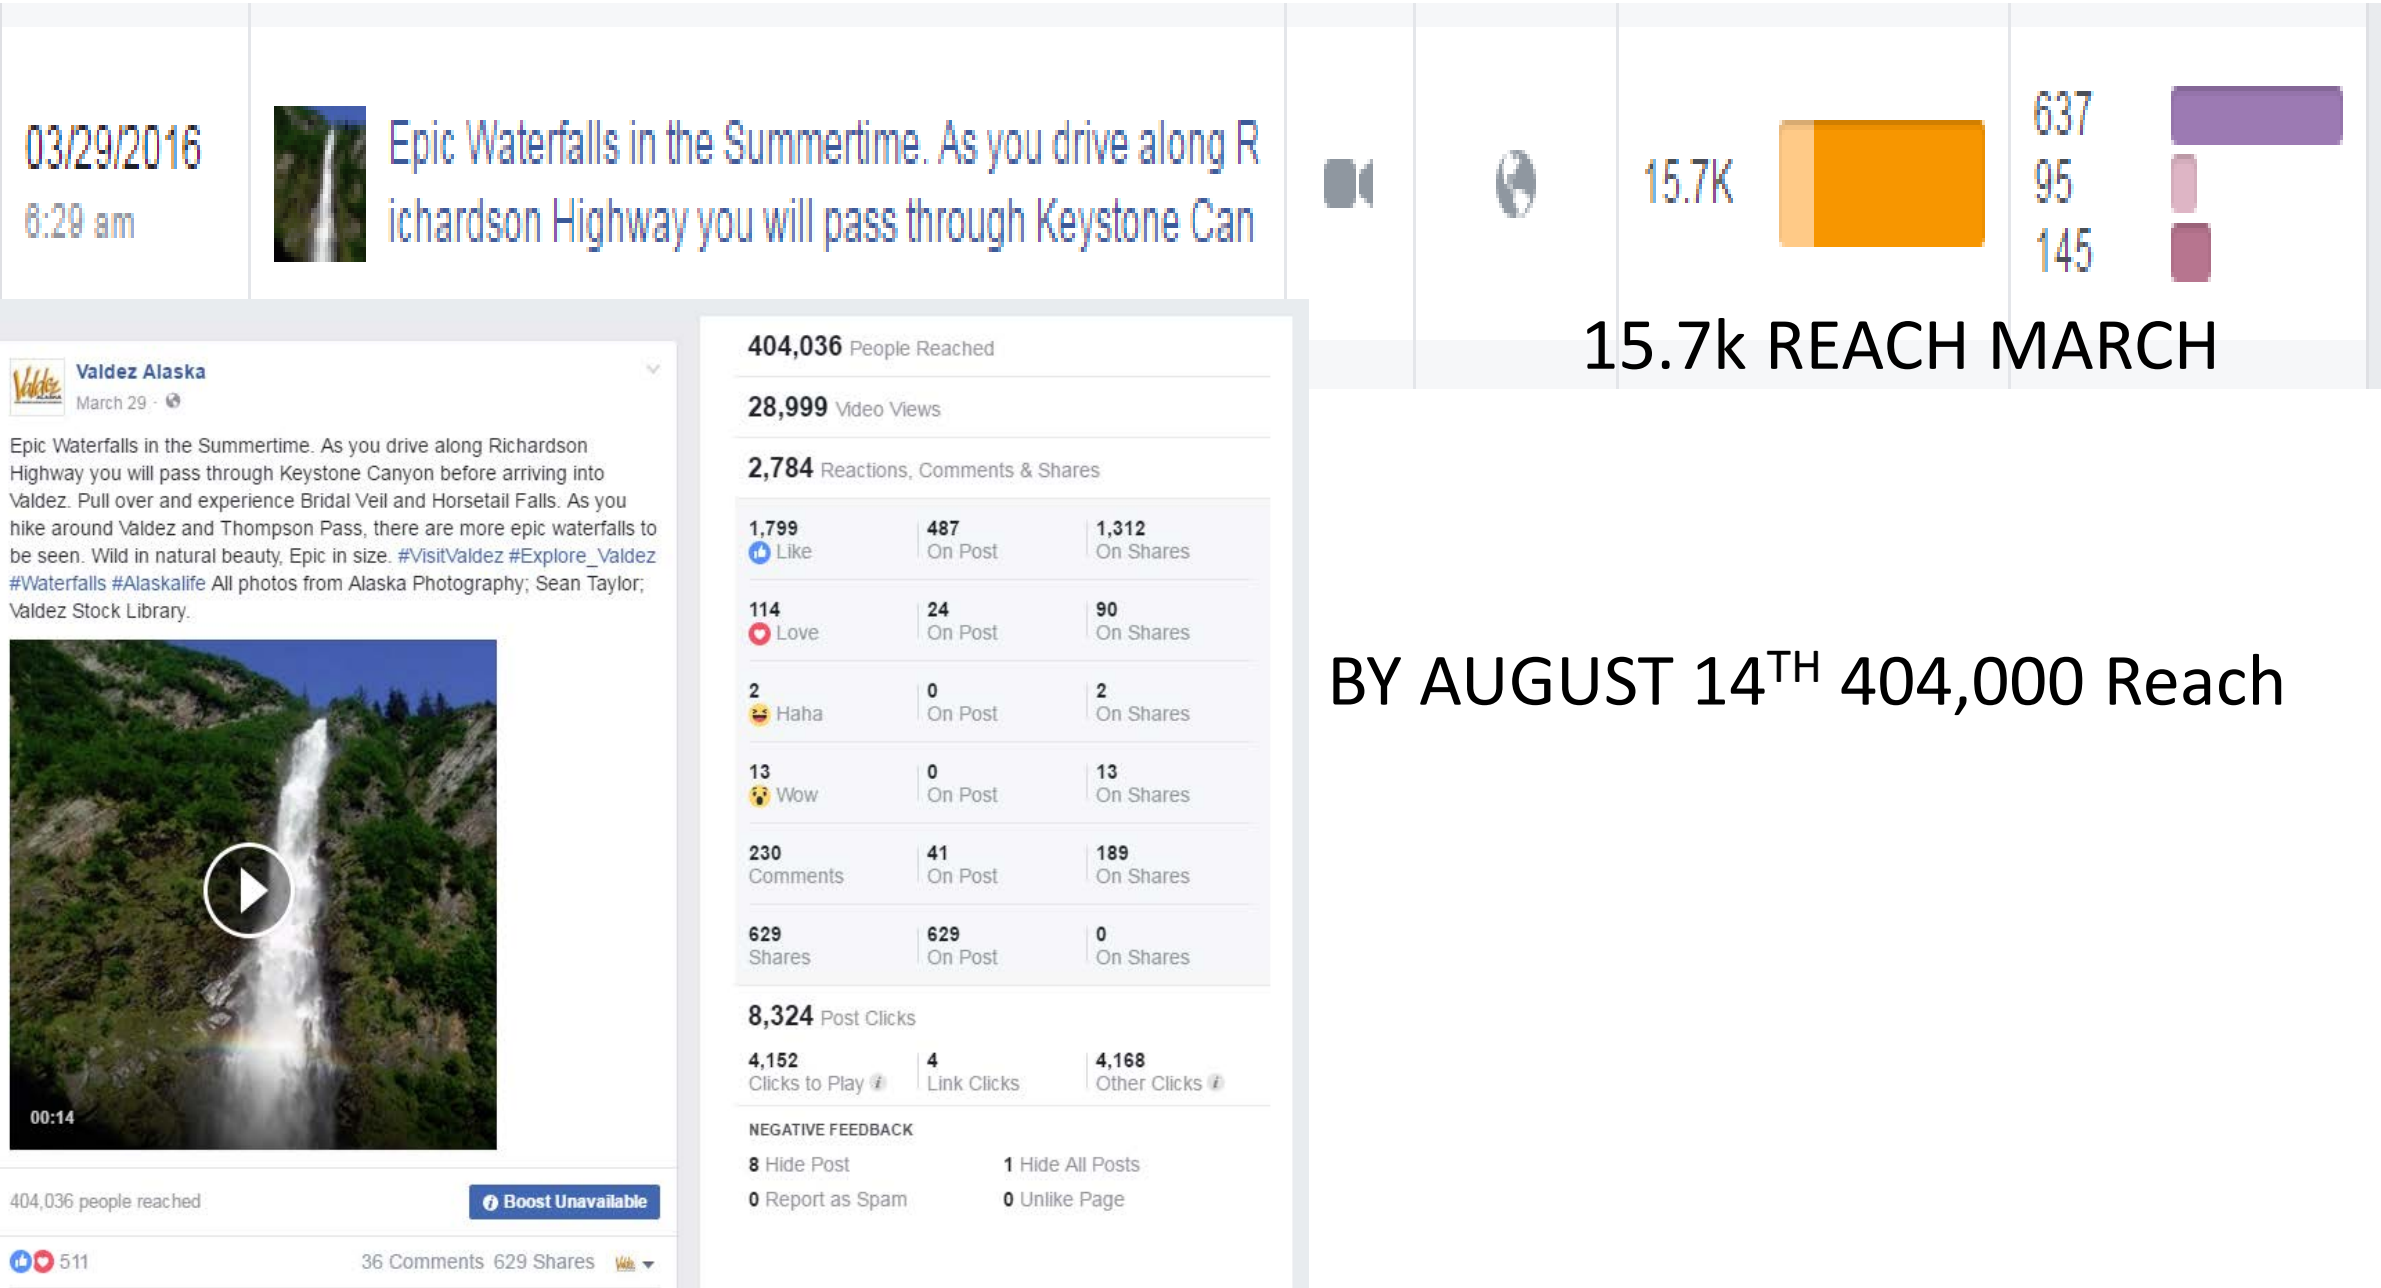 03/29/2016
6:29 am
Epic Waterfalls in the Summertime. As you drive along R
ichardson Highway you will pass through Keystone Can
15.7K
637
95
145
15.7k REACH MARCH
Valdez
ALASKA
Valdez Alaska
March 29 ·
Epic Waterfalls in the Summertime. As you drive along Richardson
Highway you will pass through Keystone Canyon before arriving into
Valdez. Pull over and experience Bridal Veil and Horsetail Falls. As you
hike around Valdez and Thompson Pass, there are more epic waterfalls to
be seen. Wild in natural beauty, Epic in size. #VisitValdez #Explore_Valdez
#Waterfalls #Alaskalife All photos from Alaska Photography; Sean Taylor;
Valdez Stock Library.
00:14
404,036 people reached
Boost Unavailable
511
36 Comments 629 Shares
404,036 People Reached
28,999 Video Views
2,784 Reactions, Comments & Shares
1,799 487 1,312
Like On Post On Shares
114 24 90
Love On Post On Shares
2 0 2
Haha On Post On Shares
13 0 13
Wow On Post On Shares
230 41 189
Comments On Post On Shares
629 629 0
Shares On Post On Shares
8,324 Post Clicks
4,152 4 4,168
Clicks to Play Link Clicks Other Clicks
NEGATIVE FEEDBACK
8 Hide Post 1 Hide All Posts
0 Report as Spam 0 Unlike Page
BY AUGUST 14TH 404,000 Reach